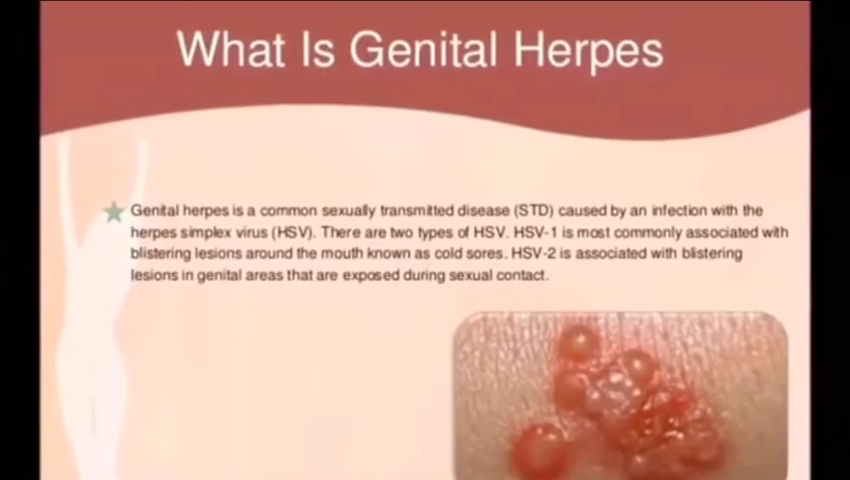 What Is Genital Herpes
Genital herpes is a common sexually transmitted disease (STD) caused by an infection with the
herpes simplex virus (HSV). There are two types of HSV. HSV-1 is most commonly associated with
blistering lesions around the mouth known as cold sores. HSV-2 is associated with blistering
lesions in genital areas that are exposed during sexual contact.